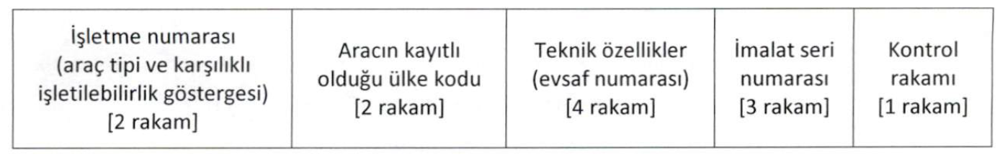 İşletme numarası
(araç tipi ve karşılıklı
işletilebilirlik göstergesi)
[2 rakam]
Aracın kayıtlı
olduğu ülke kodu
[2 rakam]
Teknik özellikler
(evsaf numarası)
[4 rakam]
İmalat seri
numarası
[3 rakam]
Kontrol
rakamı
[1 rakam]